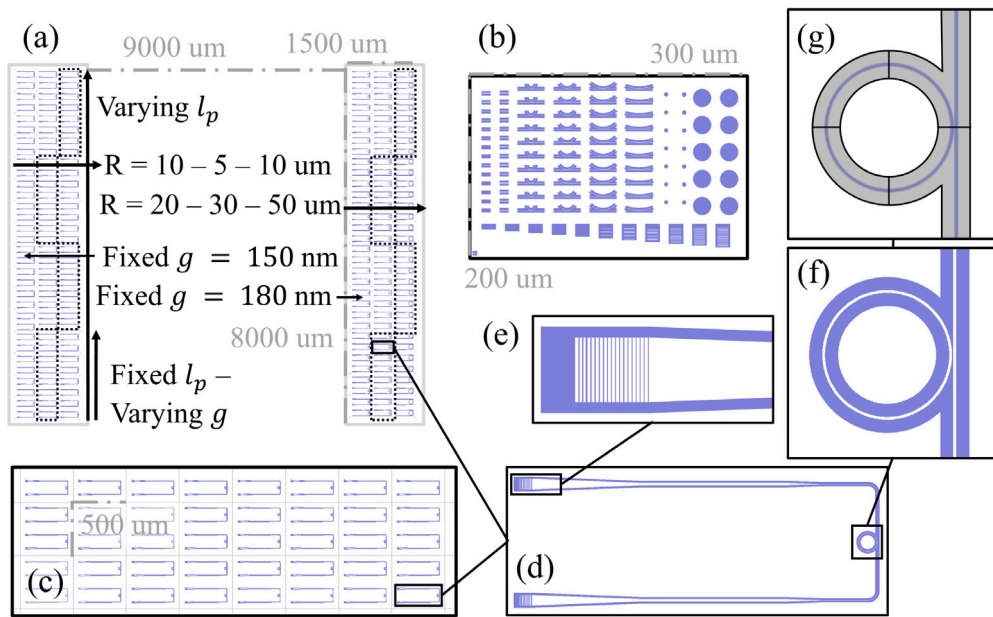 (a)
9000 um
1500 um
Varying $l_p$
R = 10 – 5 – 10 um
R = 20 – 30 – 50 um
Fixed $g$ = 150 nm
Fixed $g$ = 180 nm
8000 um
Fixed $l_p$ –
Varying $g$
(b)
300 um
200 um
(g)
(f)
(e)
500 um
(c)
(d)